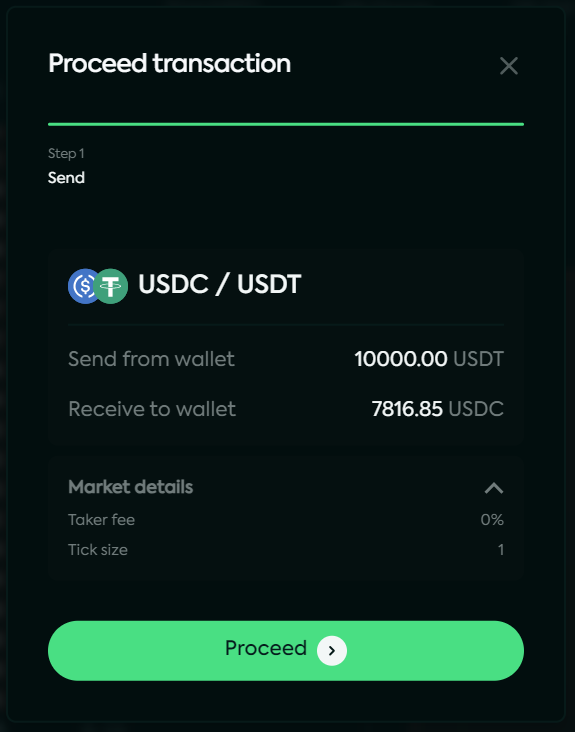 Proceed transaction
Step 1
Send
USDC / USDT
Send from wallet 10000.00 USDT
Receive to wallet 7816.85 USDC
Market details
Taker fee 0%
Tick size 1
Proceed